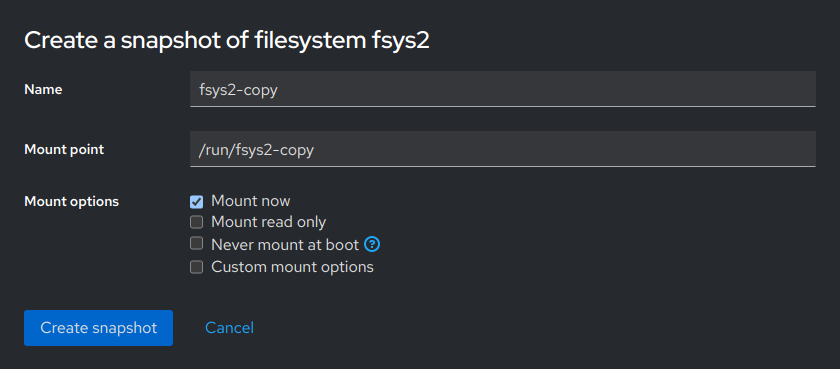 Create a snapshot of filesystem fsys2
Name
fsys2-copy
Mount point
/run/fsys2-copy
Mount options
Mount now
Mount read only
Never mount at boot ?
Custom mount options
Create snapshot
Cancel